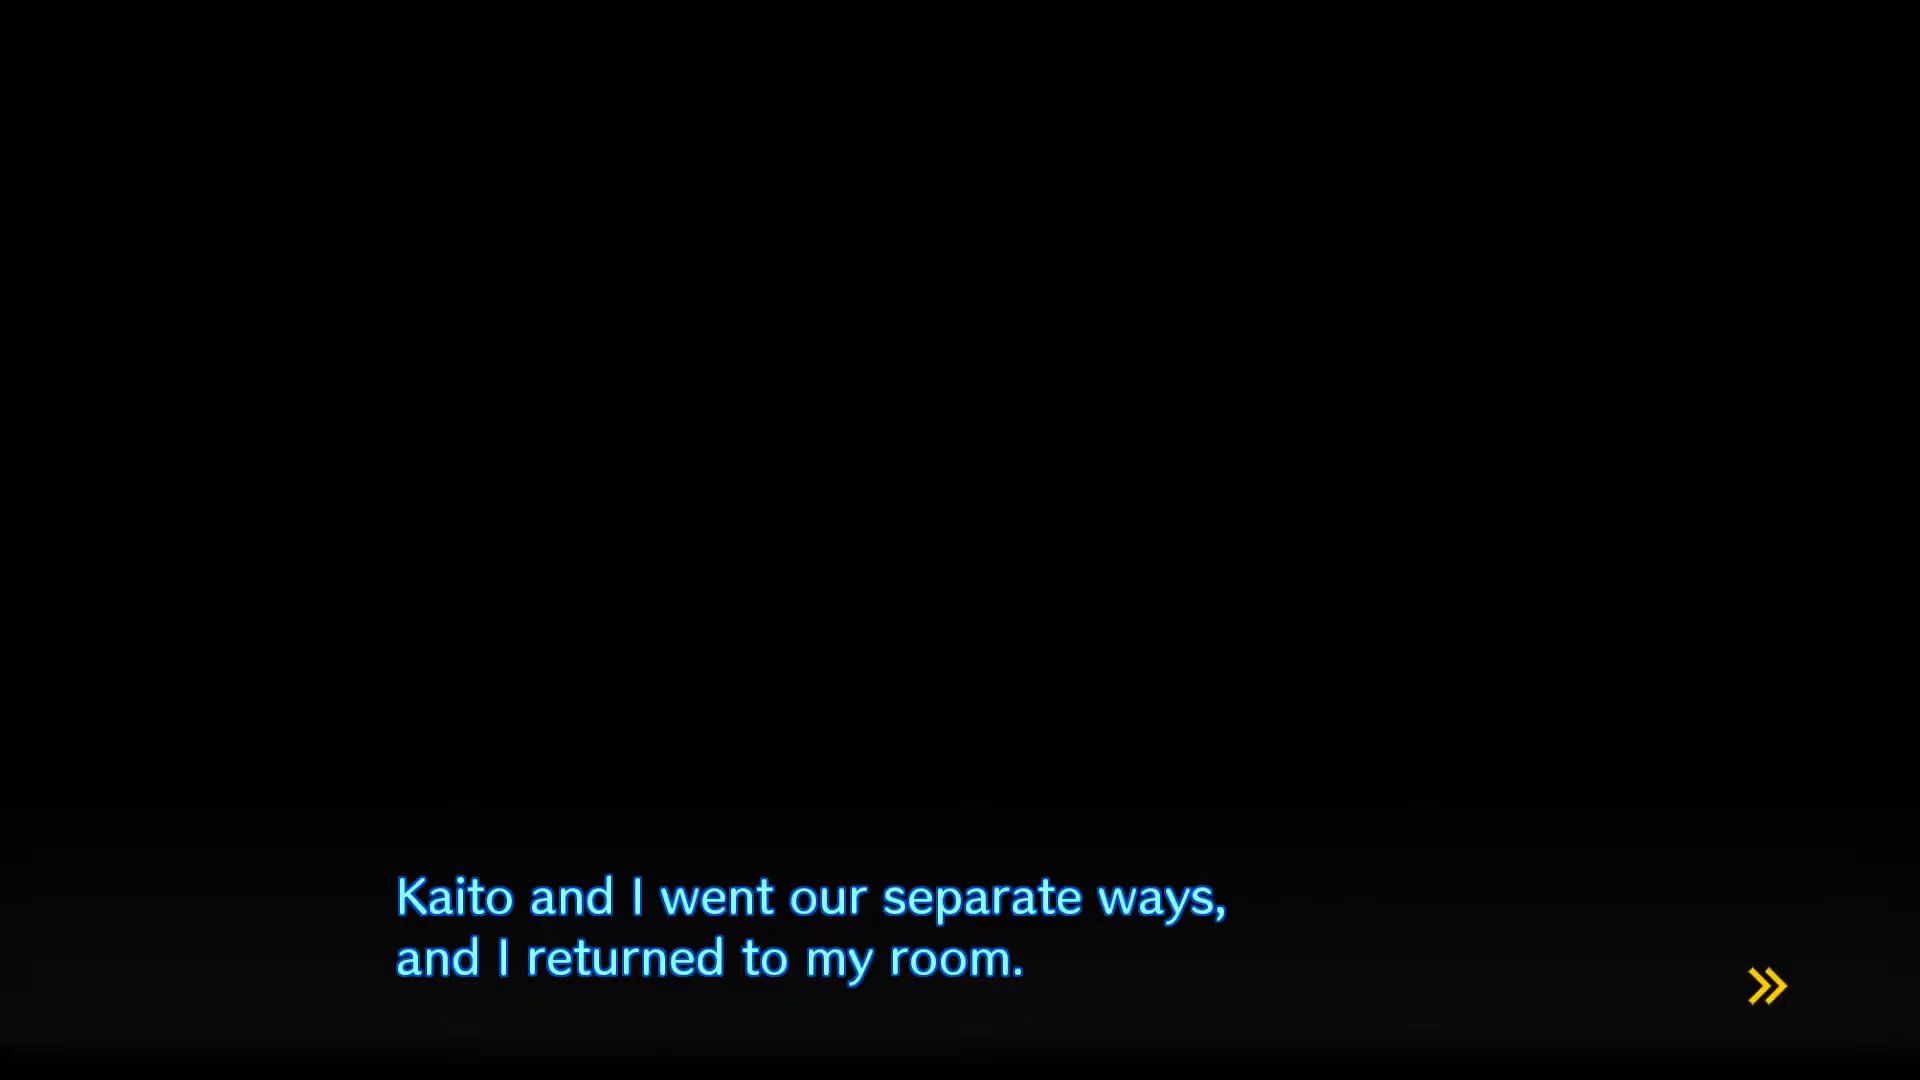 Kaito and I went our separate ways,
and I returned to my room.